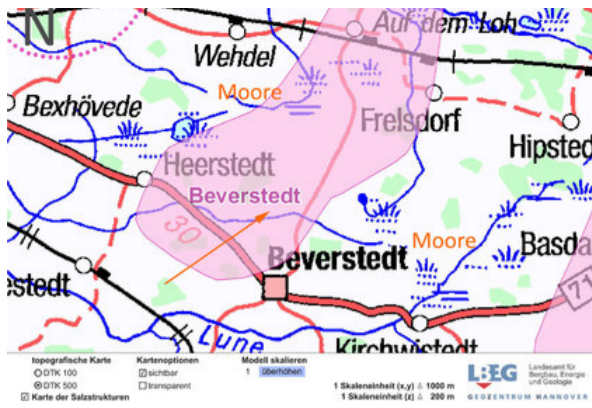 N
Auf dem Loh
Wehdel
Moore
Bexhövede
Frelsdorf
Hipsted
Heerstedt
Beverstedt
30
Moore
Beverstedt
Basda
71
estedt
Lune
Kirchwistedt
topografische Karte
DTK 100
DTK 500
Karte der Salzstrukturen
Kartenoptionen
sichtbar
transparent
Modell skalieren
1 überhöhen
1 Skaleneinheit (x,y) ≙ 1000 m
1 Skaleneinheit (z) ≙ 200 m
LBEG
Landesamt für
Bergbau, Energie
und Geologie
GEOZENTRUM HANNOVER